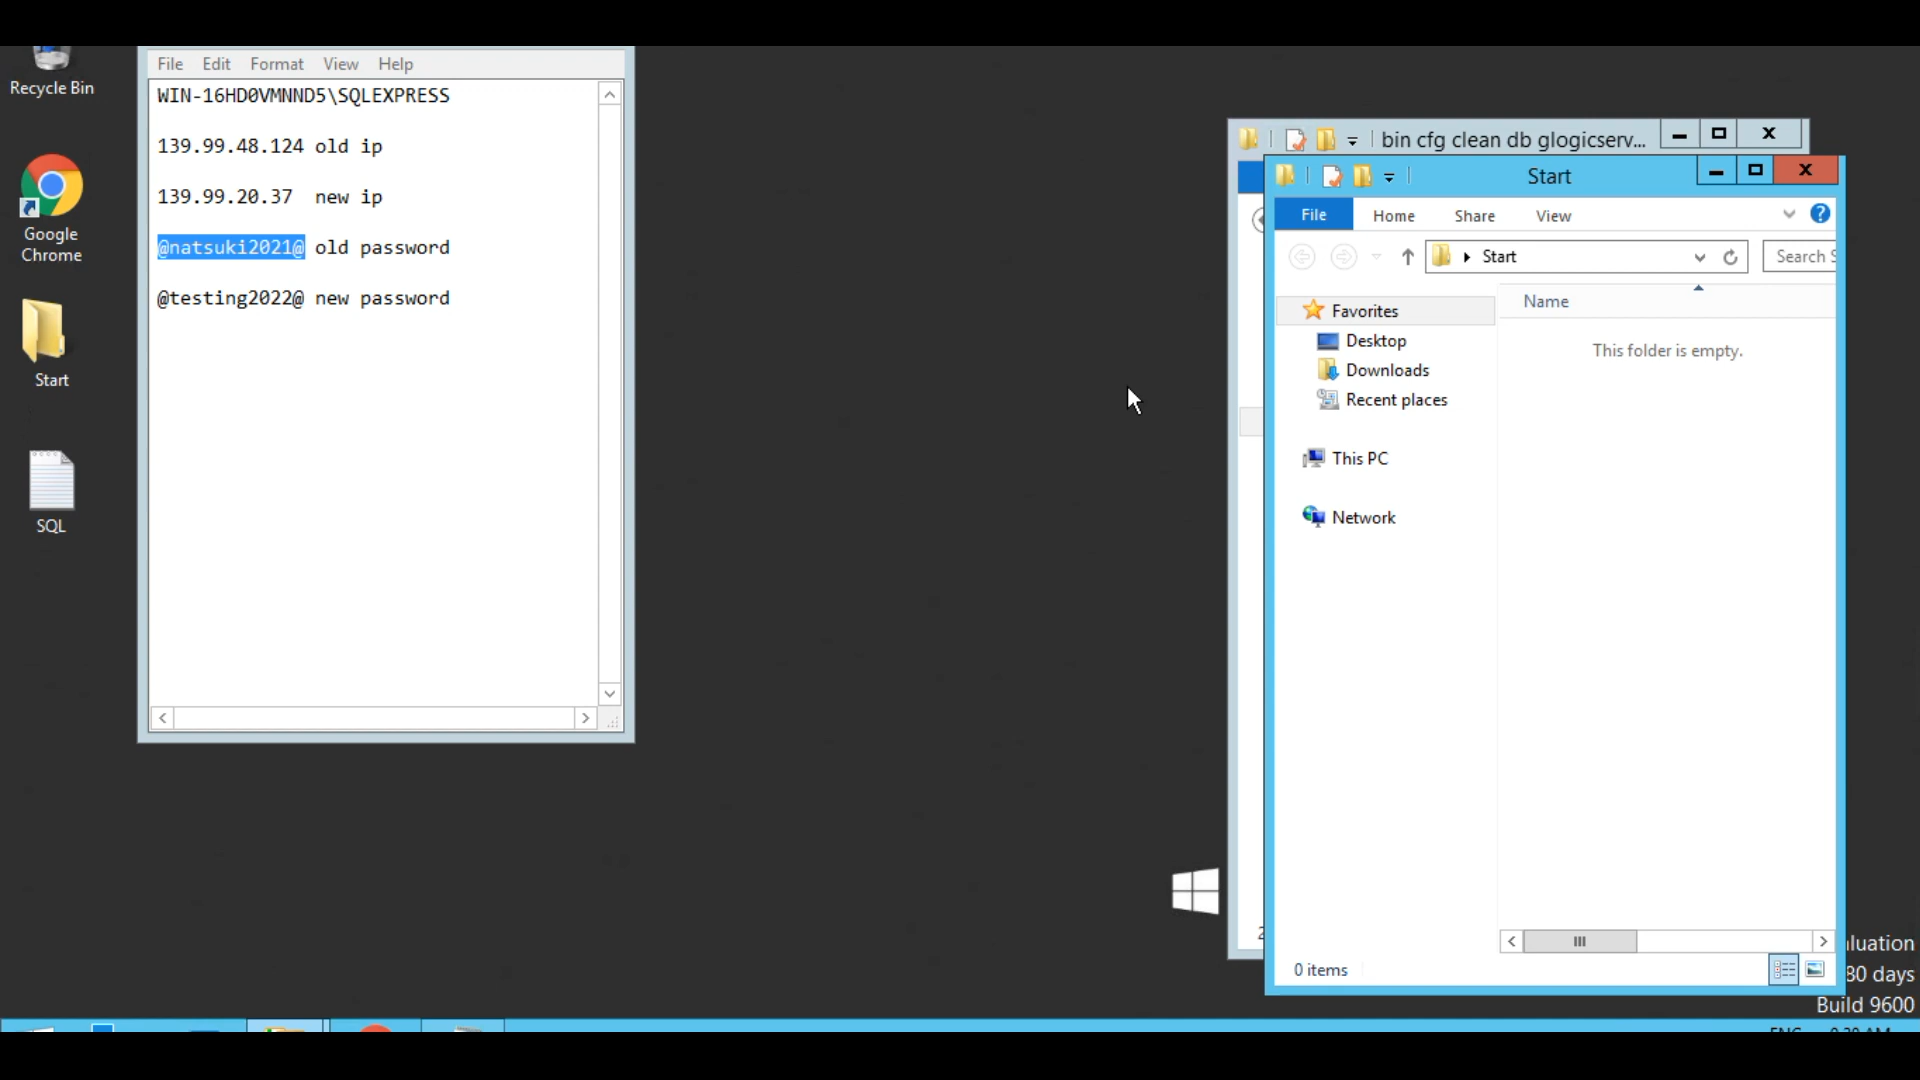 Recycle Bin
Google
Chrome
Start
SQL
File Edit Format View Help
WIN-16HD0VMNND5\SQLEXPRESS
139.99.48.124 old ip
139.99.20.37 new ip
@natsuki2021@ old password
@testing2022@ new password
bin cfg clean db glogicserv...
Start
File Home Share View
Start
Search
Favorites
Name
Desktop
This folder is empty.
Downloads
Recent places
This PC
Network
0 items
80 days
Build 9600